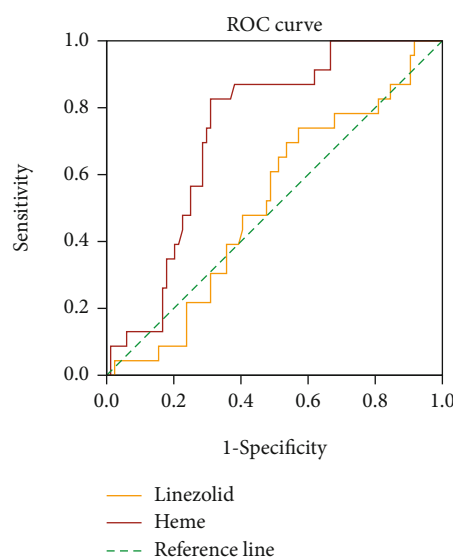 ROC curve
1.0
0.8
0.6
0.4
0.2
0.0
Sensitivity
0.0 0.2 0.4 0.6 0.8 1.0
1-Specificity
Linezolid
Heme
Reference line